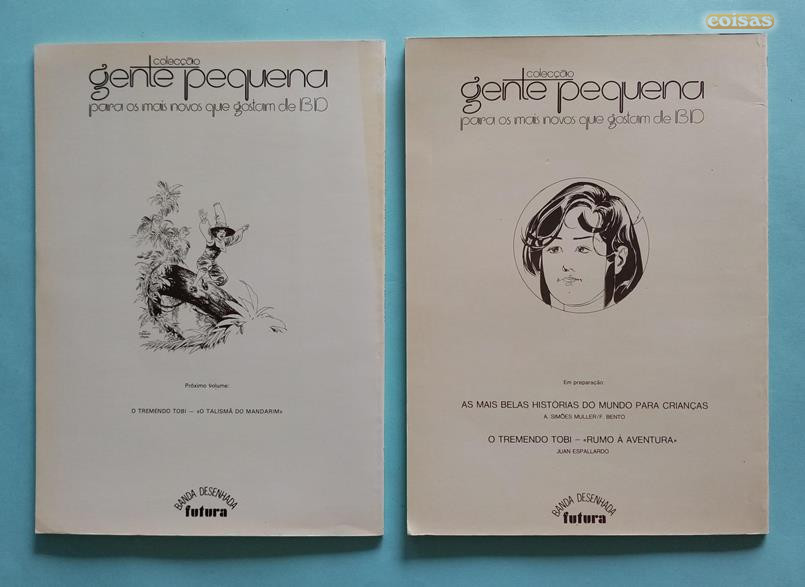 coisas
colecção
gente pequena
para os mais novos que gostam de BD
Próximo Volume:
O TREMENDO TOBI — «O TALISMÃ DO MANDARIM»
BANDA DESENHADA
futura
colecção
gente pequena
para os mais novos que gostam de BD
Em preparação:
AS MAIS BELAS HISTÓRIAS DO MUNDO PARA CRIANÇAS
A. SIMÕES MULLER/F. BENTO
O TREMENDO TOBI — «RUMO À AVENTURA»
JUAN ESPALLARDO
BANDA DESENHADA
futura